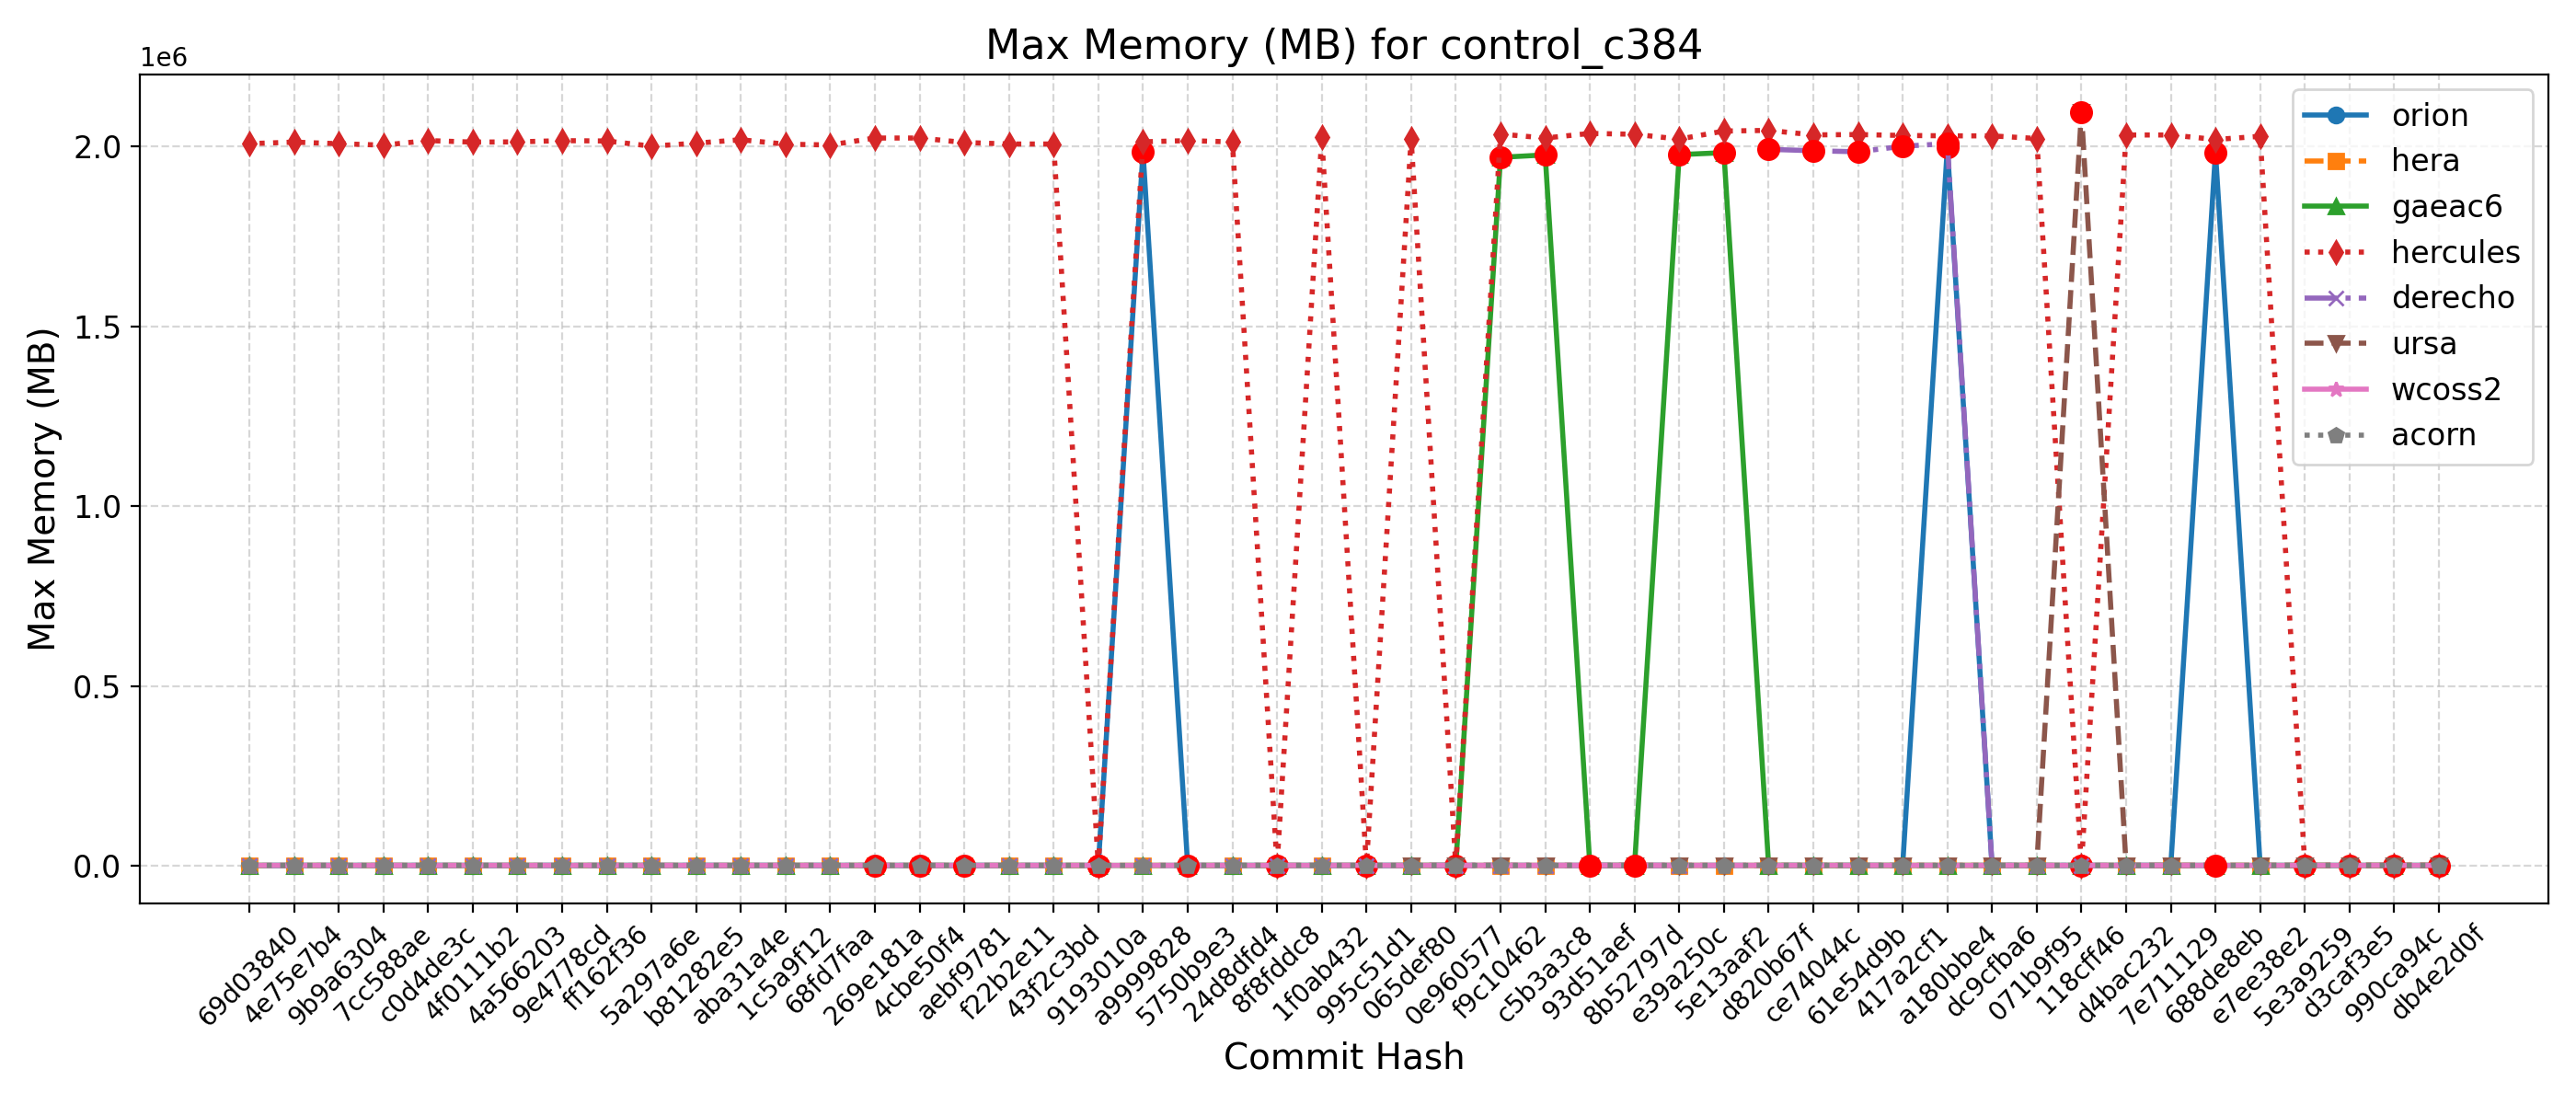 Max Memory (MB) for control_c384
1e6
2.0
1.5
1.0
0.5
0.0
Max Memory (MB)
orion
hera
gaeac6
hercules
derecho
ursa
wcoss2
acorn
69d03840
4e75e7b4
9b9a6304
7cc588ae
c0d4de3c
4f0111b2
4a566203
9e4778cd
ff162f36
5a297a6e
b81282e5
aba31a4e
1c5a9f12
68fd7faa
269e181a
4cbe50f4
aebf9781
f22b2e11
43f2c3bd
9193010a
a9999828
5750b9e3
24d8dfd4
8f8fddc8
1f0ab432
995c51d1
065def80
0e960577
f9c10462
c5b3a3c8
93d51aef
8b52797d
e39a250c
5e13aaf2
d820b67f
ce74044c
61e54d9b
417a2cf1
a180bbe4
dc9cfba6
071b9f95
118cff46
d4bac232
7e711129
688de8eb
e7ee38e2
5e3a9259
d3caf3e5
990ca94c
db4e2d0f
Commit Hash